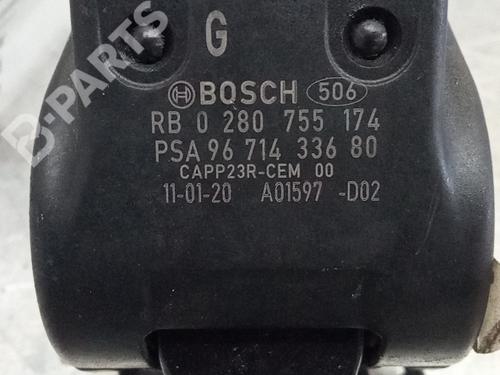 B-PARTS
G
BOSCH 506
RB 0 280 755 174
PSA 96 714 336 80
CAPP23R-CEM 00
11-01-20 A01597 -D02